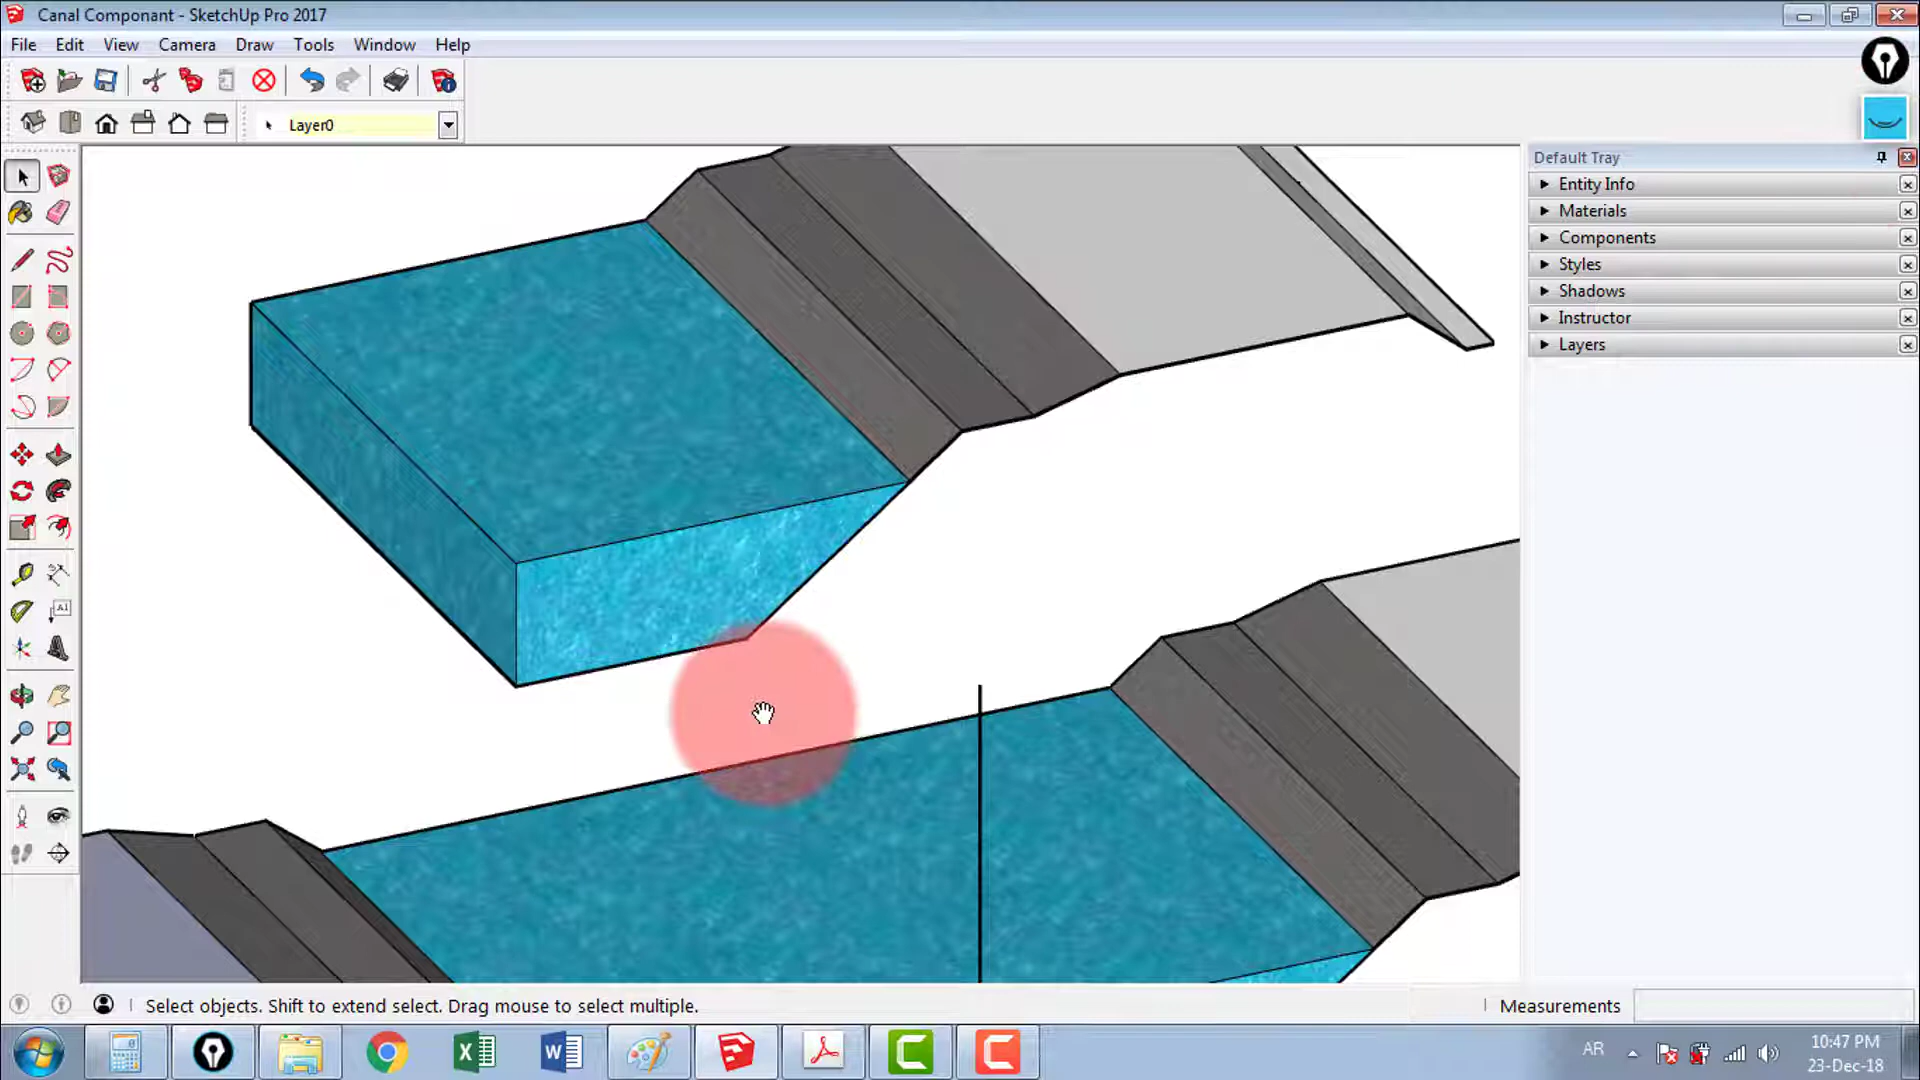 Canal Componant - SketchUp Pro 2017
File Edit View Camera Draw Tools Window Help
Layer0
Default Tray
Entity Info
Materials
Components
Styles
Shadows
Instructor
Layers
A1
Select objects. Shift to extend select. Drag mouse to select multiple.
Measurements
AR
10:47 PM
23-Dec-18